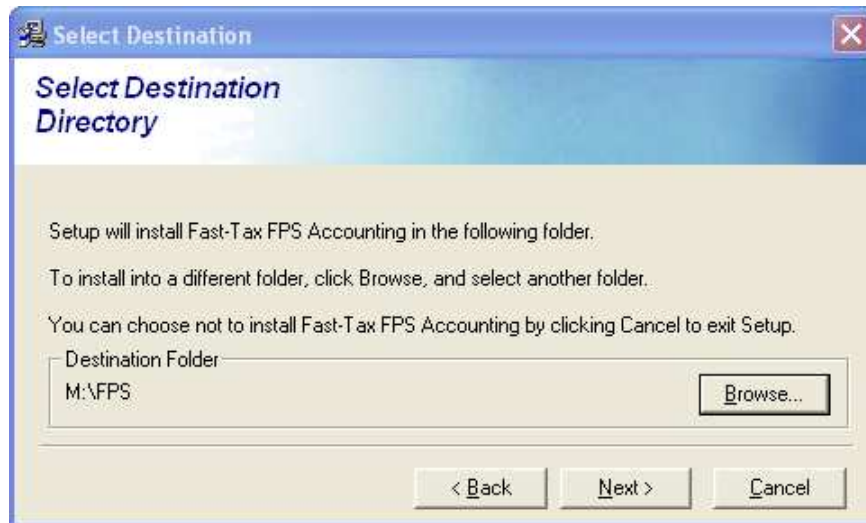 Select Destination
Select Destination
Directory
Setup will install Fast-Tax FPS Accounting in the following folder.
To install into a different folder, click Browse, and select another folder.
You can choose not to install Fast-Tax FPS Accounting by clicking Cancel to exit Setup.
Destination Folder
M:\FPS
Browse...
< Back
Next >
Cancel